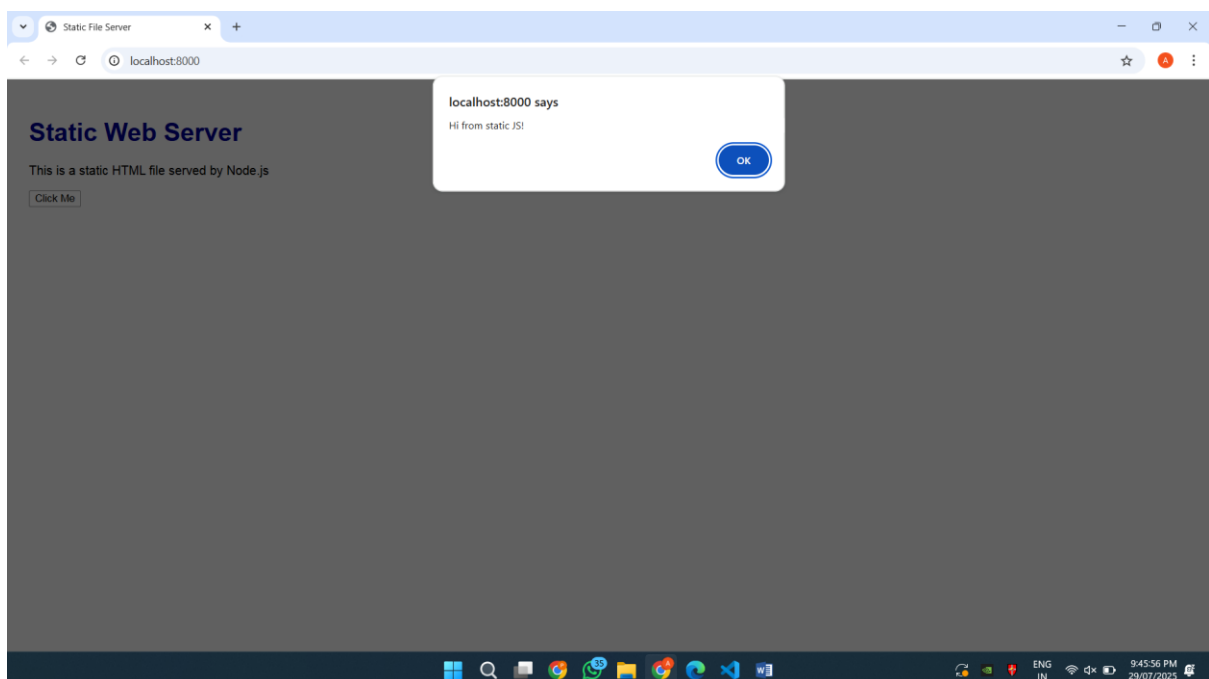 Static File Server
localhost:8000
A
localhost:8000 says
Hi from static JS!
OK
Static Web Server
This is a static HTML file served by Node.js
Click Me
35
ENG
IN
9:45:56 PM
29/07/2025